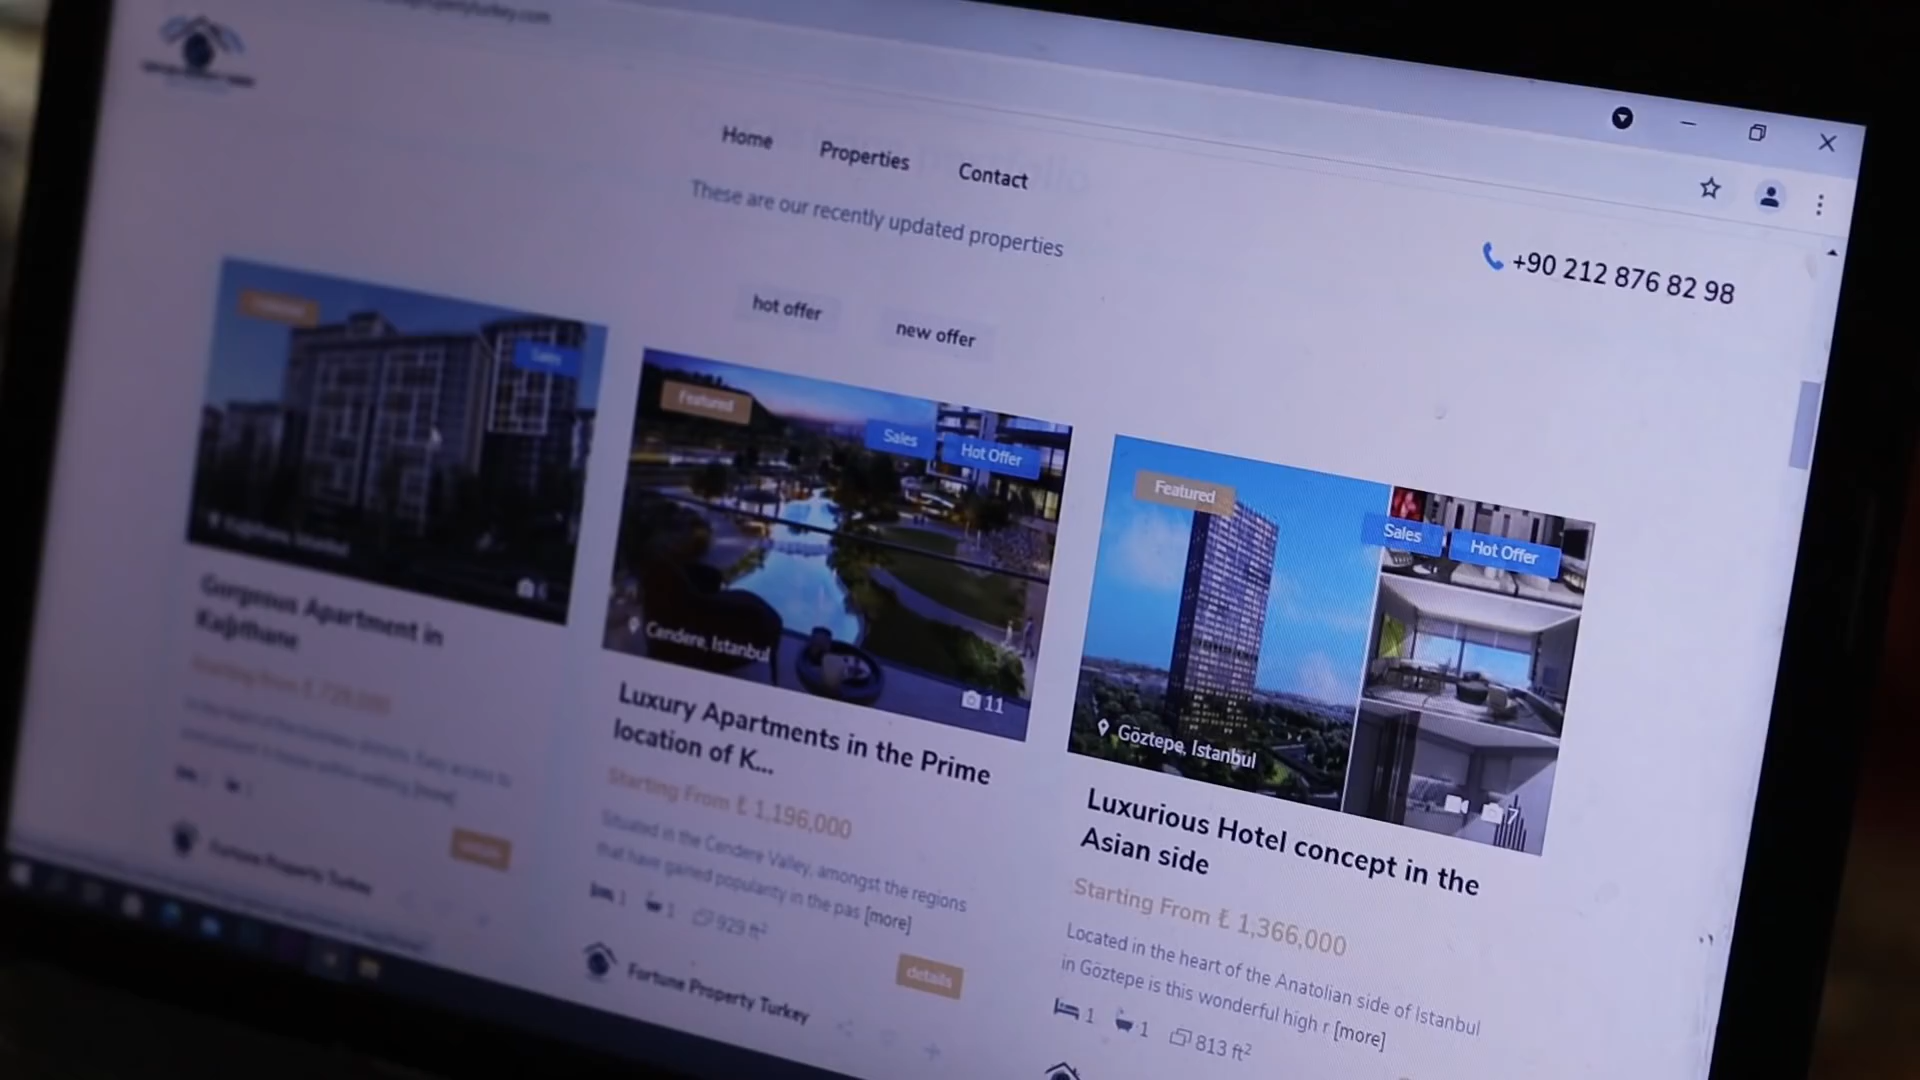 Home
Properties
Contact
+90 212 876 82 98
These are our recently updated properties
hot offer
new offer
Sales
Gorgeous Apartment in
Kağıthane
Fortune Property Turkey
Featured
Sales
Hot Offer
Cendere, Istanbul
11
Luxury Apartments in the Prime
location of K...
Starting From ₺ 1,196,000
Situated in the Cendere Valley, amongst the regions
that have gained popularity in the pas [more]
1 1 929 ft²
details
Fortune Property Turkey
Featured
Sales
Hot Offer
Göztepe, Istanbul
7
Luxurious Hotel concept in the
Asian side
Starting From ₺ 1,366,000
Located in the heart of the Anatolian side of Istanbul
in Göztepe is this wonderful high r [more]
1 1 813 ft²